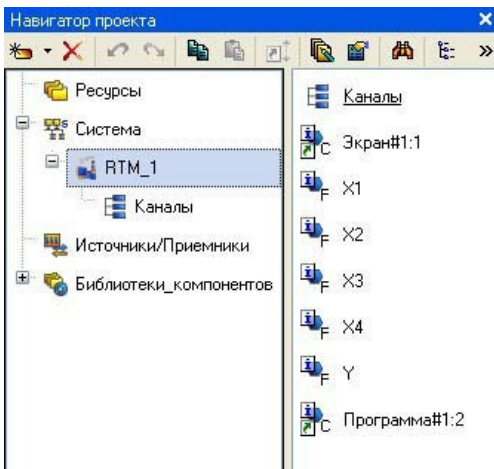 Навигатор проекта
Ресурсы
Система
RTM_1
Каналы
Источники/Приемники
Библиотеки_компонентов
Каналы
C Экран#1:1
F X1
F X2
F X3
F X4
F Y
C Программа#1:2